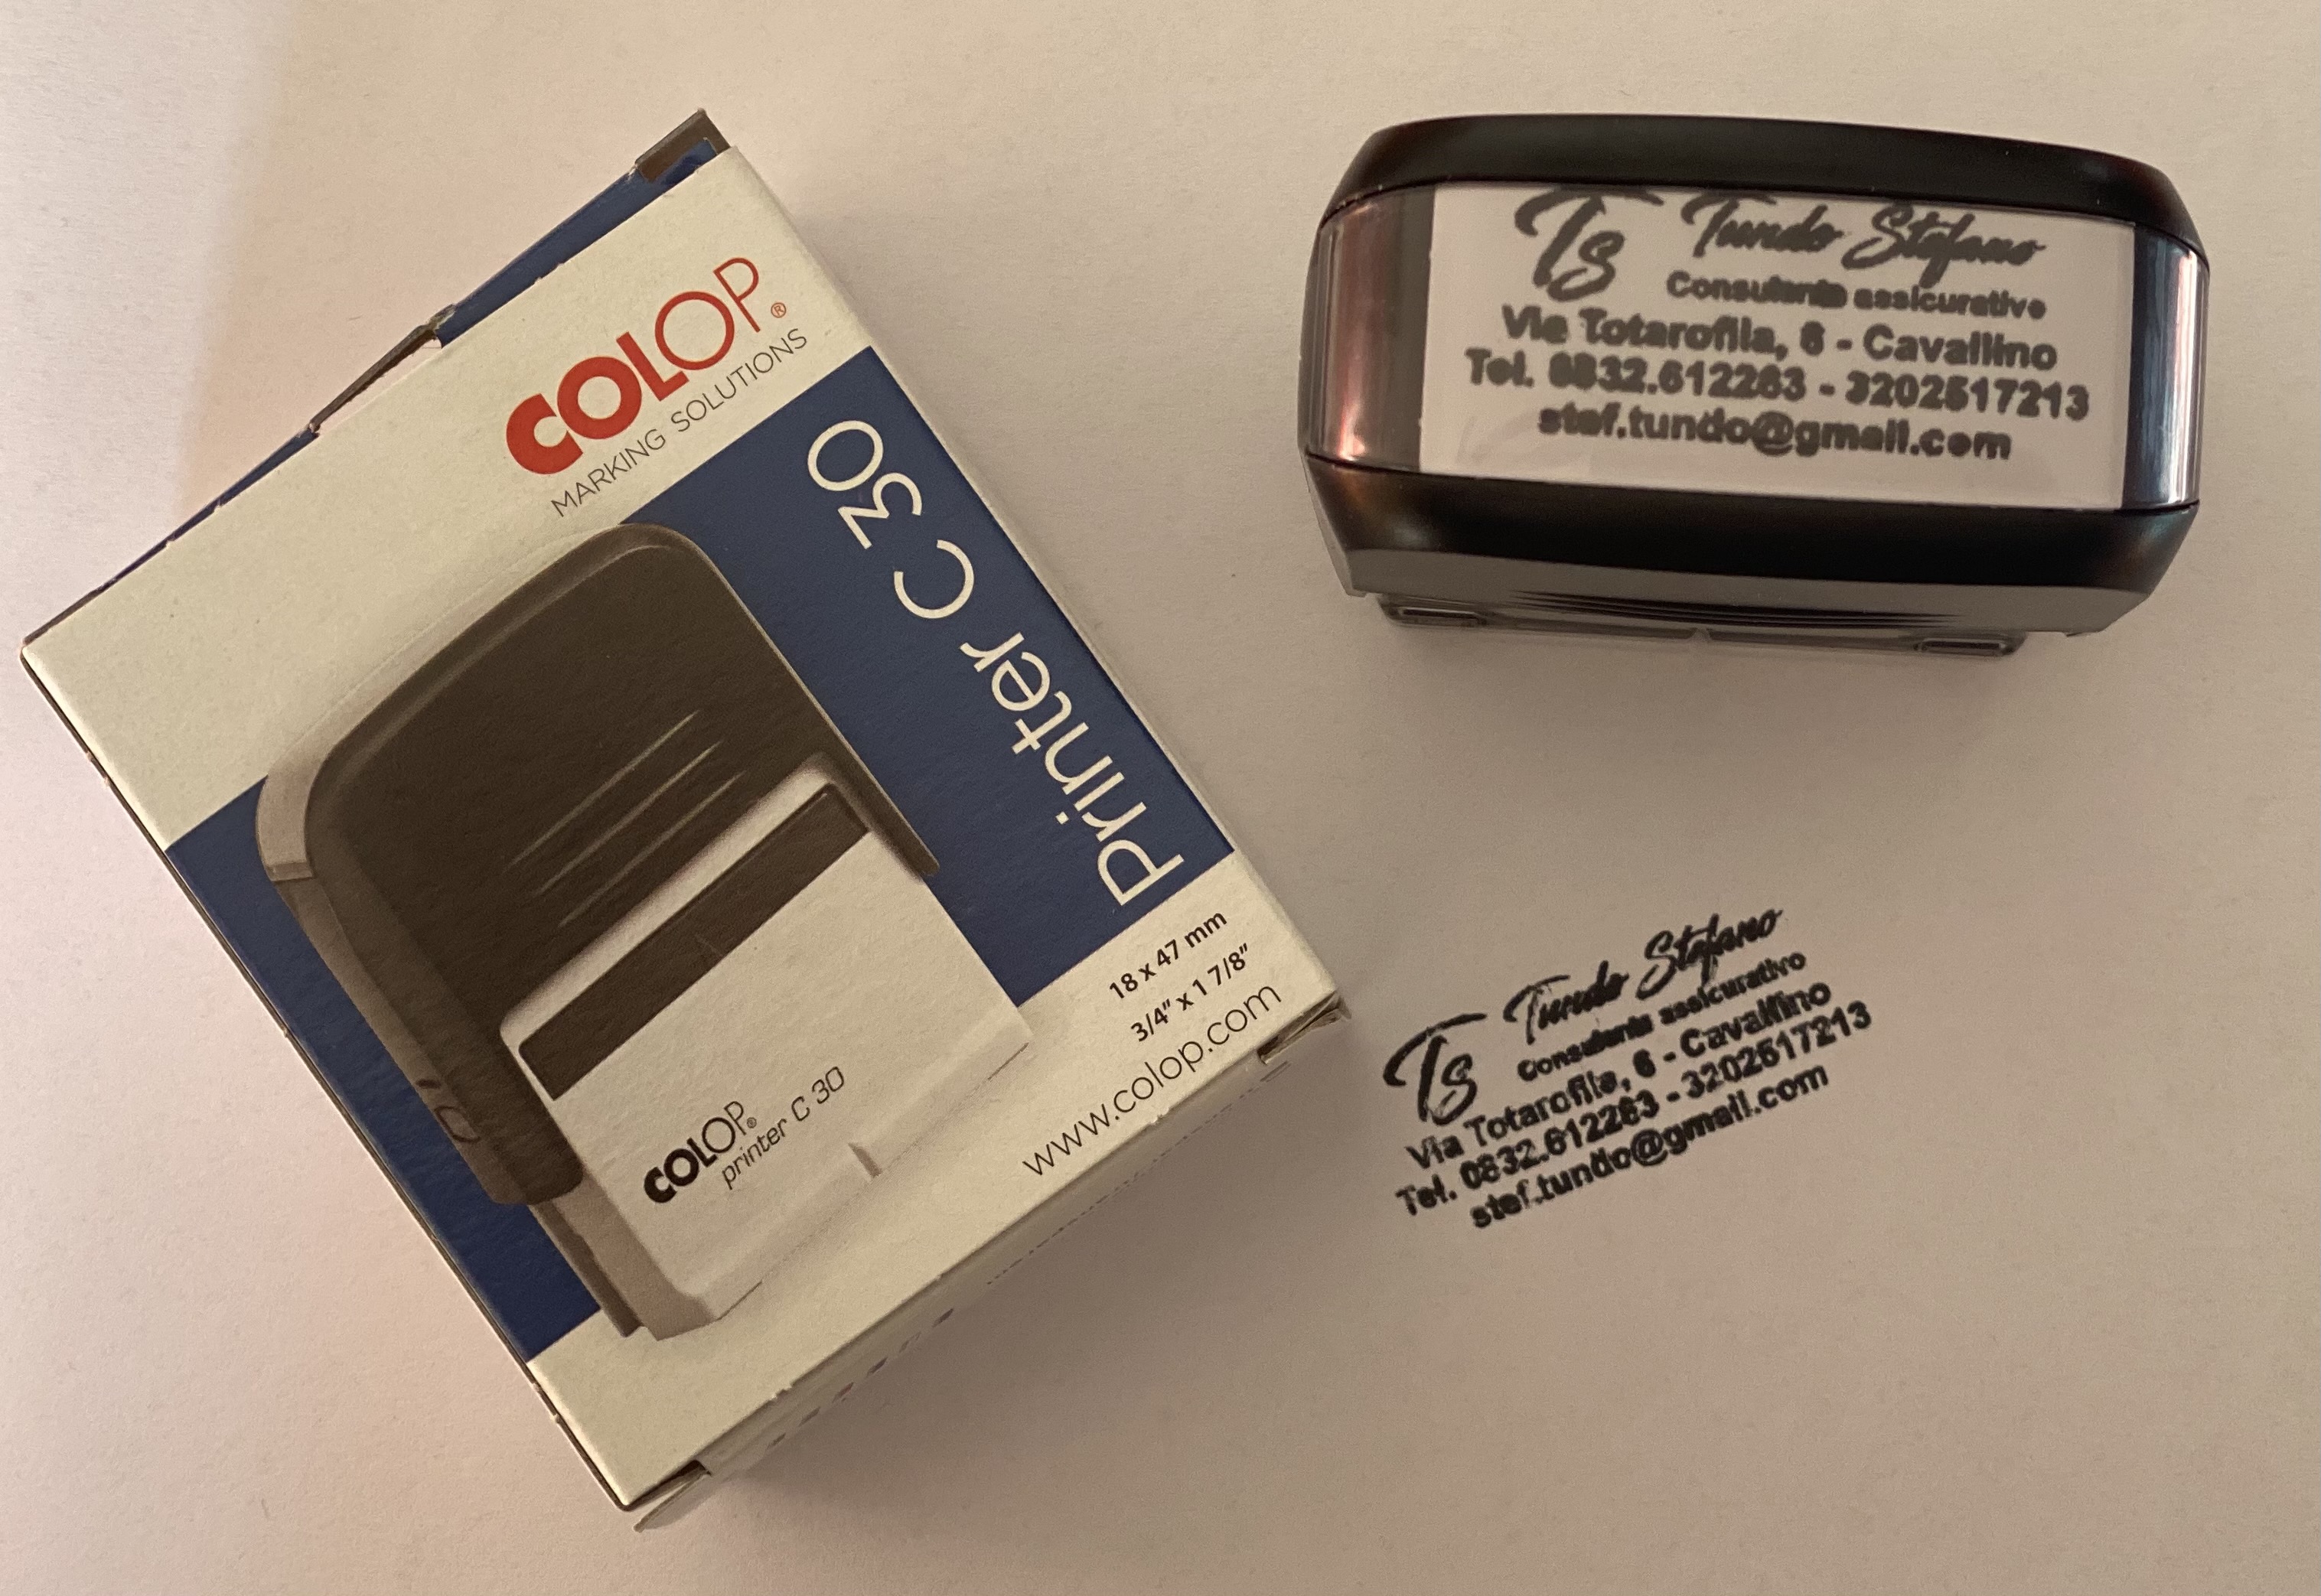 COLOP®
MARKING SOLUTIONS
Printer C 30
18 x 47 mm
3/4" x 1 7/8"
www.colop.com
COLOP®
printer C 30
Ts Tundo Stefano
Consulente assicurativo
Via Totarofila, 6 - Cavallino
Tel. 0832.612263 - 3202517213
stef.tundo@gmail.com
Ts Tundo Stefano
Consulente assicurativo
Via Totarofila, 6 - Cavallino
Tel. 0832.612263 - 3202517213
stef.tundo@gmail.com